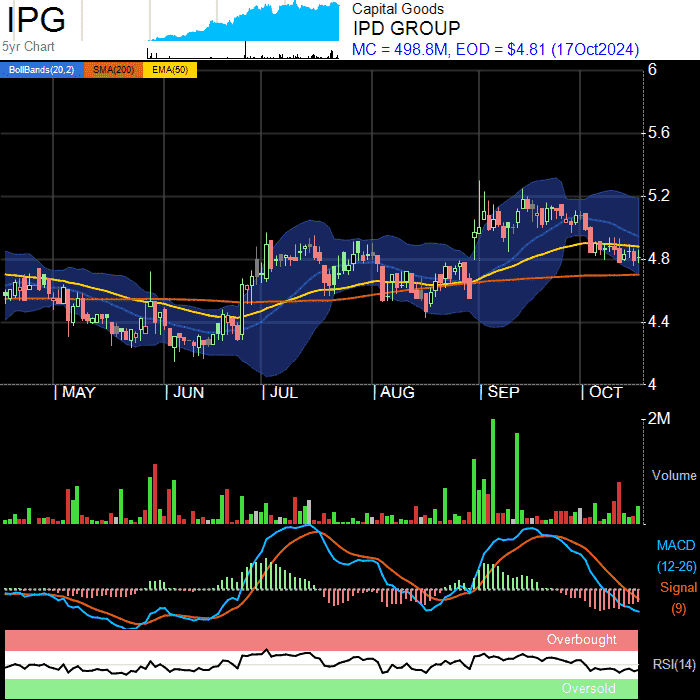 IPG
5yr Chart
Capital Goods
IPD GROUP
MC = 498.8M, EOD = $4.81 (17Oct2024)
BollBands(20,2) SMA(200) EMA(50)
6
5.6
5.2
4.8
4.4
4
MAY JUN JUL AUG SEP OCT
2M
Volume
MACD
(12-26)
Signal
(9)
Overbought
RSI(14)
Oversold